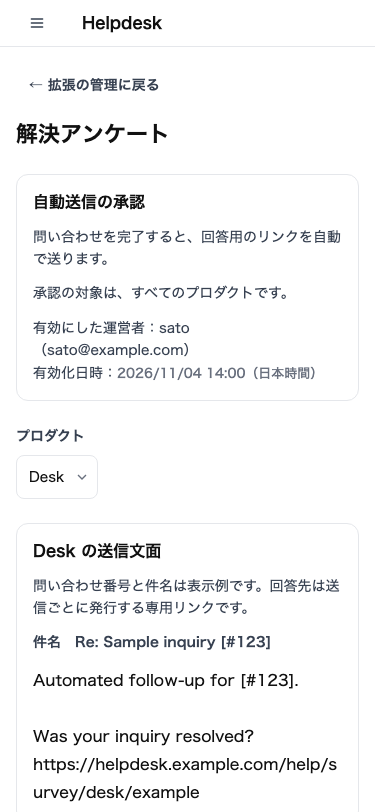 Helpdesk
← 拡張の管理に戻る
解決アンケート
自動送信の承認
問い合わせを完了すると、回答用のリンクを自動
で送ります。
承認の対象は、すべてのプロダクトです。
有効にした運営者：sato
（sato@example.com）
有効化日時：2026/11/04 14:00（日本時間）
プロダクト
Desk
Desk の送信文面
問い合わせ番号と件名は表示例です。回答先は送
信ごとに発行する専用リンクです。
件名 Re: Sample inquiry [#123]
Automated follow-up for [#123].
Was your inquiry resolved?
https://helpdesk.example.com/help/s
urvey/desk/example